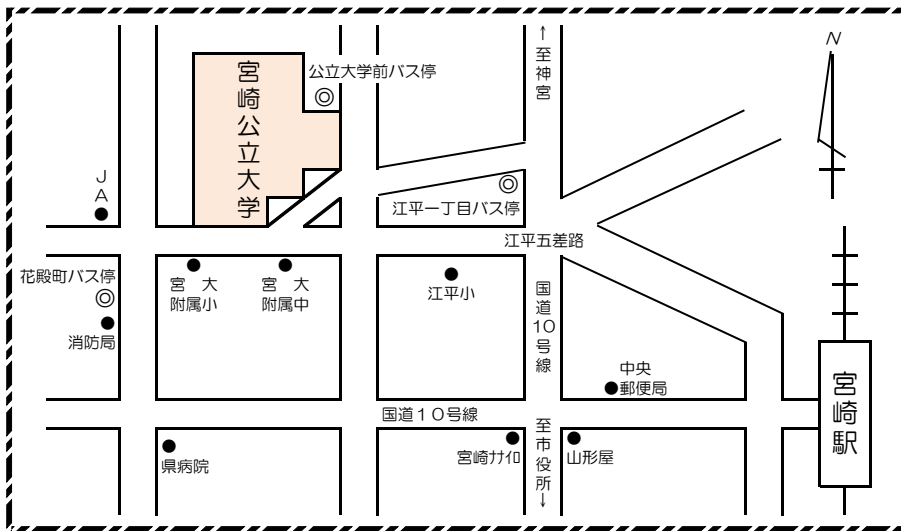 ↑至神宮
N
公立大学前バス停
宮崎公立大学
JA
江平一丁目バス停
江平五差路
花殿町バス停
宮大
附属小
宮大
附属中
江平小
国道10号線
消防局
中央
郵便局
宮崎駅
国道10号線
県病院
宮崎ﾅﾅｲﾛ
至市役所↓
山形屋